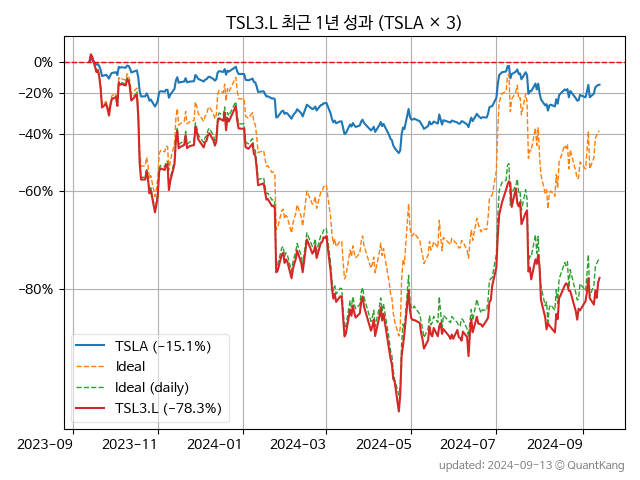 TSL3.L 최근 1년 성과 (TSLA × 3)
0%
−20%
−40%
−60%
−80%
TSLA (−15.1%)
Ideal
Ideal (daily)
TSL3.L (−78.3%)
2023-09
2023-11
2024-01
2024-03
2024-05
2024-07
2024-09
updated: 2024-09-13 © QuantKang